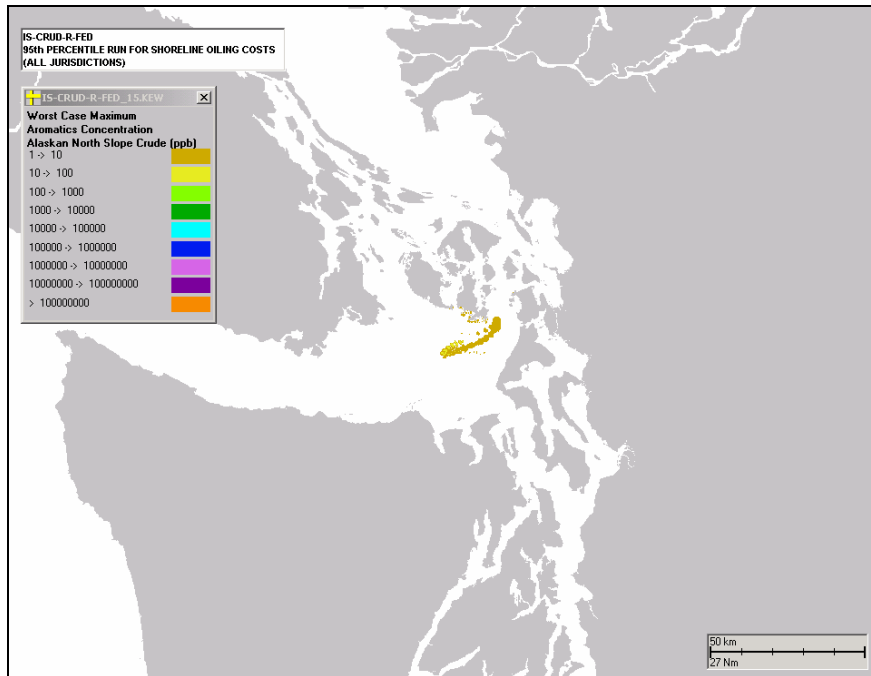 IS-CRUD-R-FED
95th PERCENTILE RUN FOR SHORELINE OILING COSTS
(ALL JURISDICTIONS)
IS-CRUD-R-FED_15.KEW
Worst Case Maximum
Aromatics Concentration
Alaskan North Slope Crude (ppb)
1 -> 10
10 -> 100
100 -> 1000
1000 -> 10000
10000 -> 100000
100000 -> 1000000
1000000 -> 10000000
10000000 -> 100000000
> 100000000
50 km
27 Nm